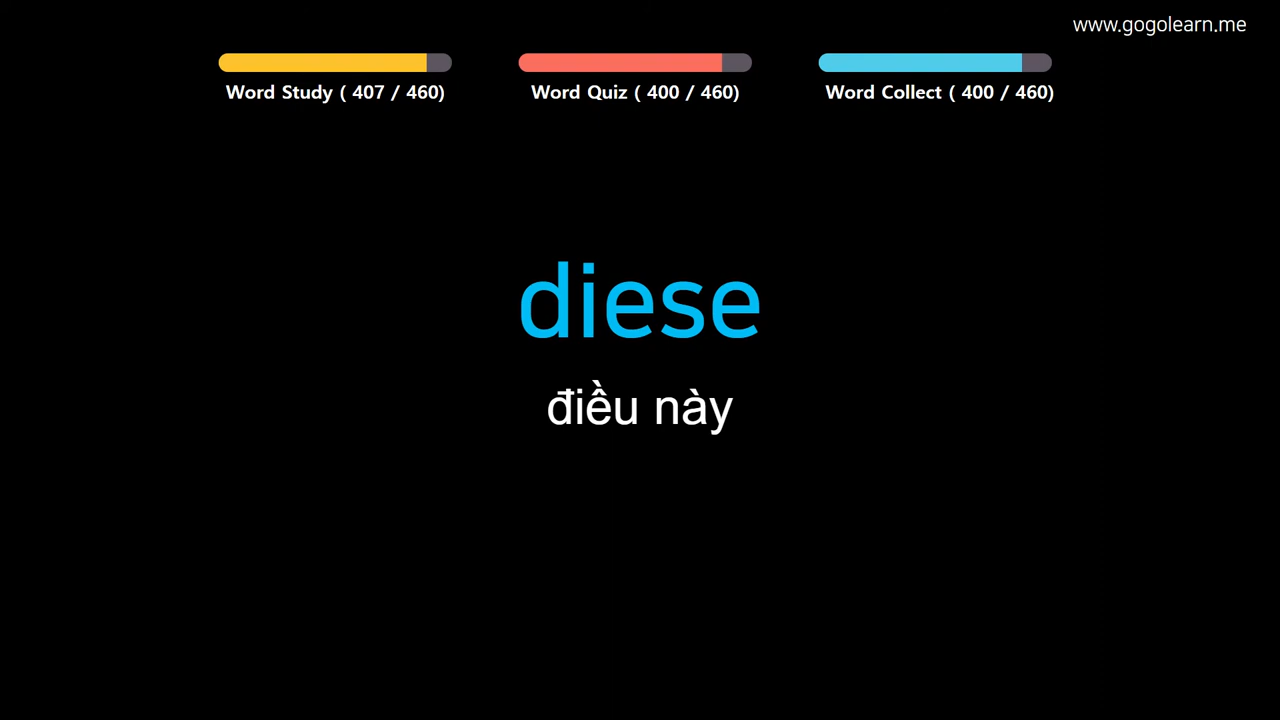 www.gogolearn.me
Word Study ( 407 / 460)
Word Quiz ( 400 / 460)
Word Collect ( 400 / 460)
diese
điều này